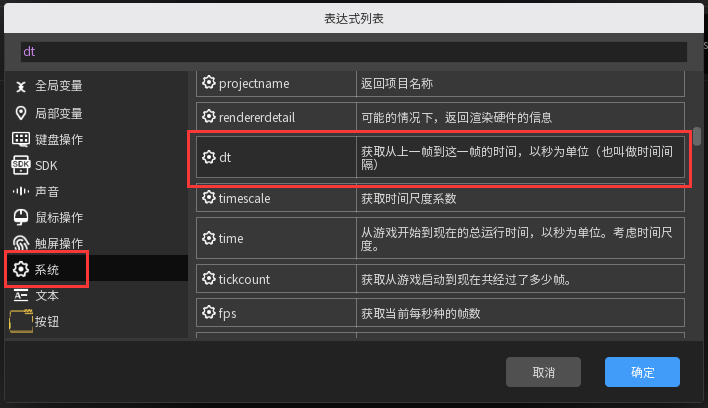 表达式列表
dt
全局变量
局部变量
键盘操作
SDK
SDK
声音
鼠标操作
触屏操作
系统
文本
按钮
projectname 返回项目名称
rendererdetail 可能的情况下，返回渲染硬件的信息
dt 获取从上一帧到这一帧的时间，以秒为单位（也叫做时间间
隔）
timescale 获取时间尺度系数
time 从游戏开始到现在的总运行时间，以秒为单位。考虑时间尺
度。
tickcount 获取从游戏启动到现在共经过了多少帧。
fps 获取当前每秒种的帧数
取消
确定